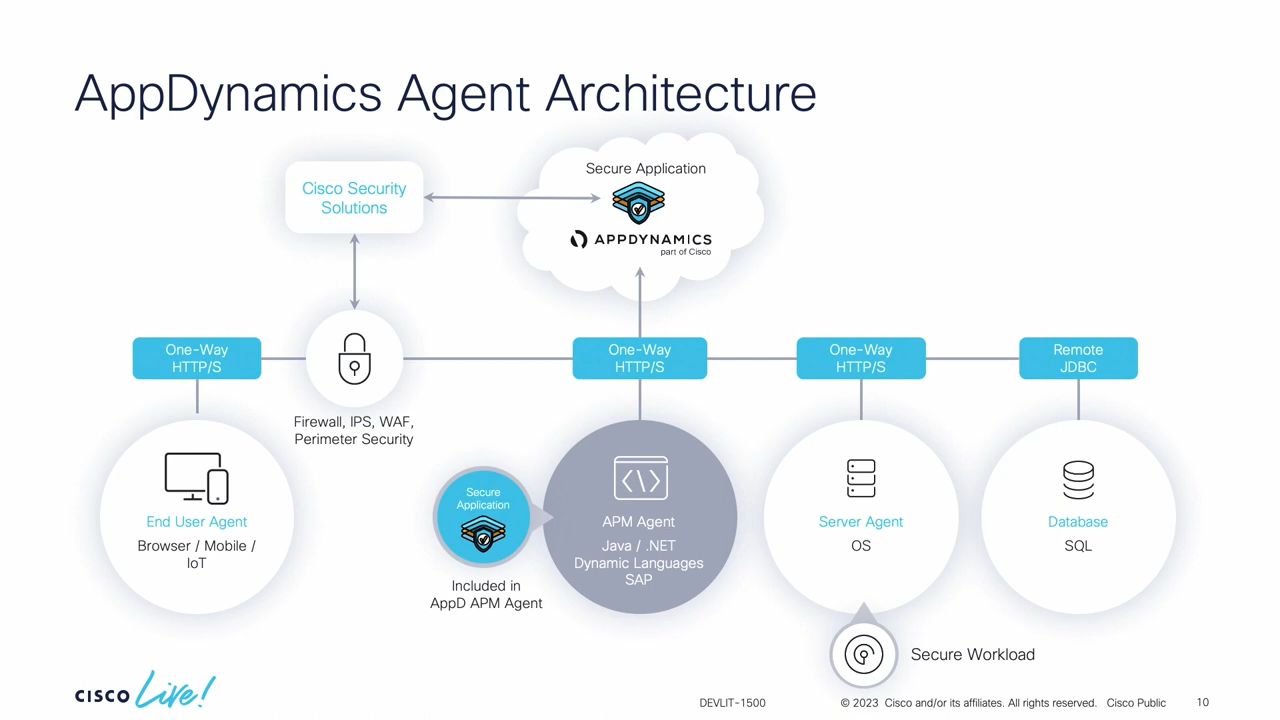 AppDynamics Agent Architecture
Secure Application
APPDYNAMICS
part of Cisco
Cisco Security
Solutions
One-Way
HTTP/S
One-Way
HTTP/S
One-Way
HTTP/S
Remote
JDBC
Firewall, IPS, WAF,
Perimeter Security
End User Agent
Browser / Mobile /
IoT
Secure
Application
Included in
AppD APM Agent
APM Agent
Java / .NET
Dynamic Languages
SAP
Server Agent
OS
Database
SQL
Secure Workload
CISCO Live!
DEVLIT-1500
© 2023 Cisco and/or its affiliates. All rights reserved. Cisco Public
10